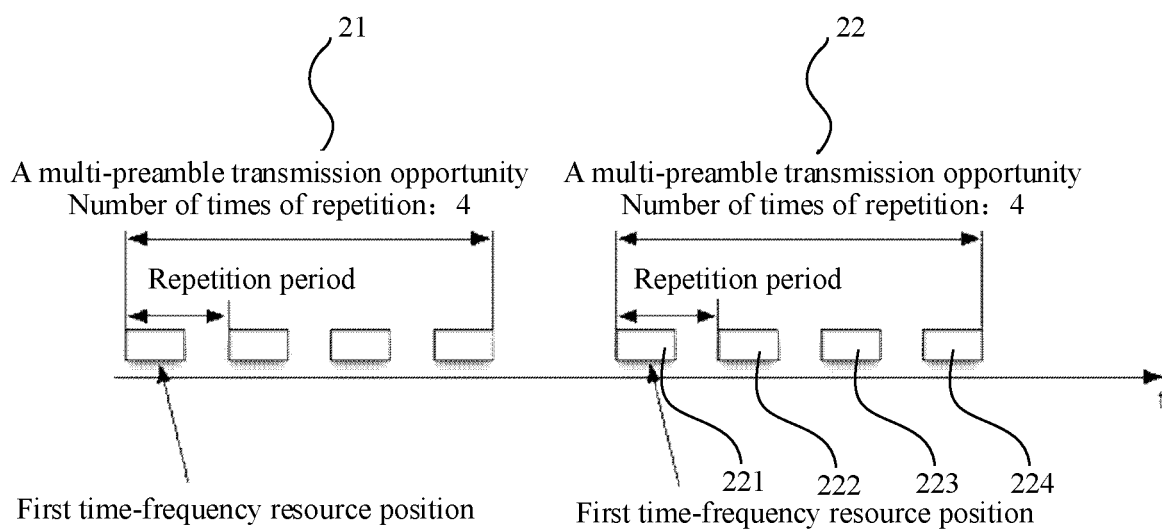 21
22
A multi-preamble transmission opportunity
Number of times of repetition: 4
A multi-preamble transmission opportunity
Number of times of repetition: 4
Repetition period
Repetition period
t
221
222
223
224
First time-frequency resource position
First time-frequency resource position